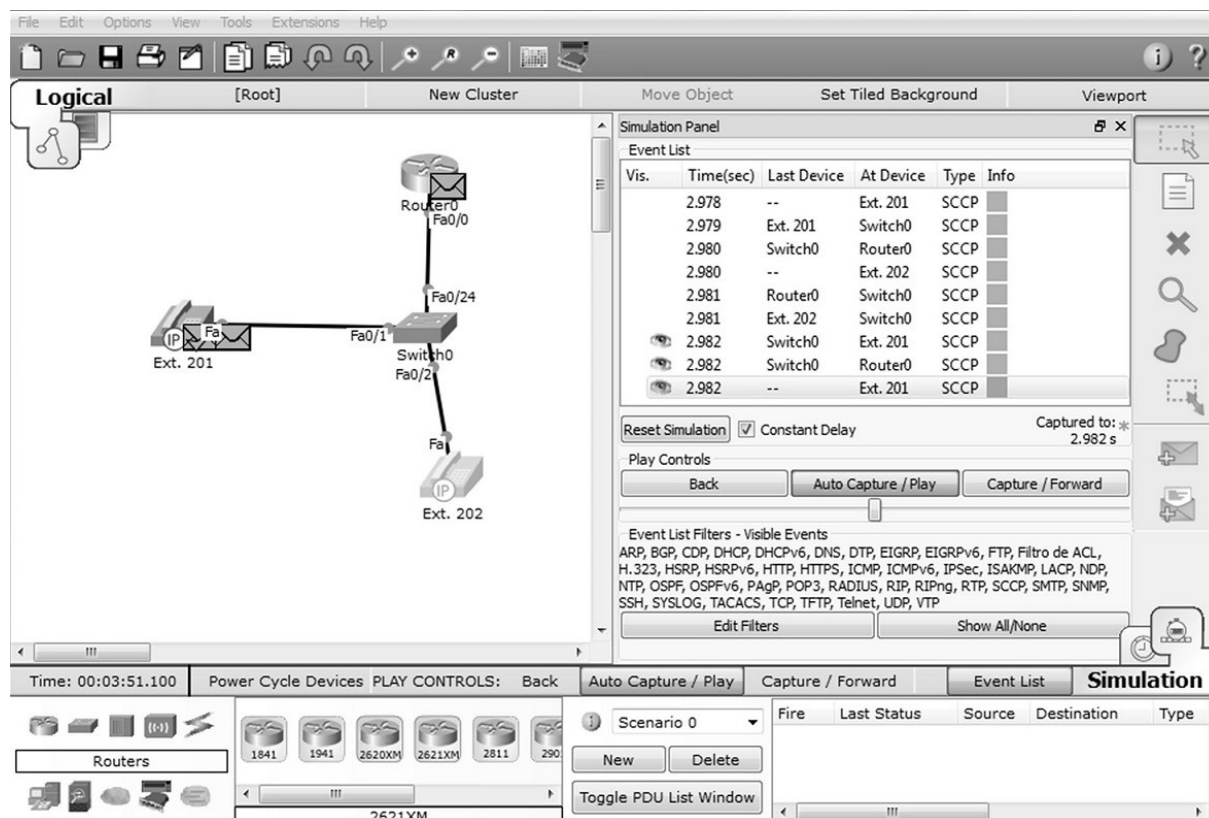 File Edit Options View Tools Extensions Help
Logical [Root] New Cluster Move Object Set Tiled Background Viewport
Simulation Panel
Event List
Vis. Time(sec) Last Device At Device Type Info
2.978 -- Ext. 201 SCCP
2.979 Ext. 201 Switch0 SCCP
2.980 Switch0 Router0 SCCP
2.980 -- Ext. 202 SCCP
2.981 Router0 Switch0 SCCP
2.981 Ext. 202 Switch0 SCCP
2.982 Switch0 Ext. 201 SCCP
2.982 Switch0 Router0 SCCP
2.982 -- Ext. 201 SCCP
Router0
Fa0/0
Fa0/24
Fa
IP
Ext. 201
Fa0/1
Switch0
Fa0/2
Fa
IP
Ext. 202
Reset Simulation Constant Delay Captured to: *
2.982 s
Play Controls
Back Auto Capture / Play Capture / Forward
Event List Filters - Visible Events
ARP, BGP, CDP, DHCP, DHCPv6, DNS, DTP, EIGRP, EIGRPv6, FTP, Filtro de ACL,
H.323, HSRP, HSRPv6, HTTP, HTTPS, ICMP, ICMPv6, IPSec, ISAKMP, LACP, NDP,
NTP, OSPF, OSPFv6, PAgP, POP3, RADIUS, RIP, RIPng, RTP, SCCP, SMTP, SNMP,
SSH, SYSLOG, TACACS, TCP, TFTP, Telnet, UDP, VTP
Edit Filters Show All/None
Time: 00:03:51.100 Power Cycle Devices PLAY CONTROLS: Back Auto Capture / Play Capture / Forward Event List Simulation
Routers
1841 1941 2620XM 2621XM 2811 290
2621XM
Scenario 0
New Delete
Toggle PDU List Window
Fire Last Status Source Destination Type